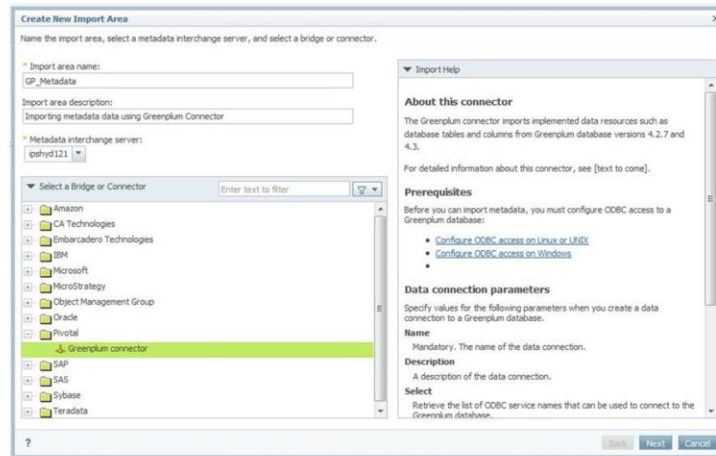 Create New Import Area
Name the import area, select a metadata interchange server, and select a bridge or connector.
* Import area name:
GP_Metadata
Import area description:
Importing metadata data using Greenplum Connector
* Metadata interchange server:
ipshyd121
Select a Bridge or Connector
Enter text to filter
Amazon
CA Technologies
Embarcadero Technologies
IBM
Microsoft
MicroStrategy
Object Management Group
Oracle
Pivotal
Greenplum connector
SAP
SAS
Sybase
Teradata
Import Help
About this connector
The Greenplum connector imports implemented data resources such as
database tables and columns from Greenplum database versions 4.2.7 and
4.3.
For detailed information about this connector, see [text to come].
Prerequisites
Before you can import metadata, you must configure ODBC access to a
Greenplum database:
• Configure ODBC access on Linux or UNIX
• Configure ODBC access on Windows
•
Data connection parameters
Specify values for the following parameters when you create a data
connection to a Greenplum database.
Name
Mandatory. The name of the data connection.
Description
A description of the data connection.
Select
Retrieve the list of ODBC service names that can be used to connect to the
Greenplum database.
?
Back Next Cancel